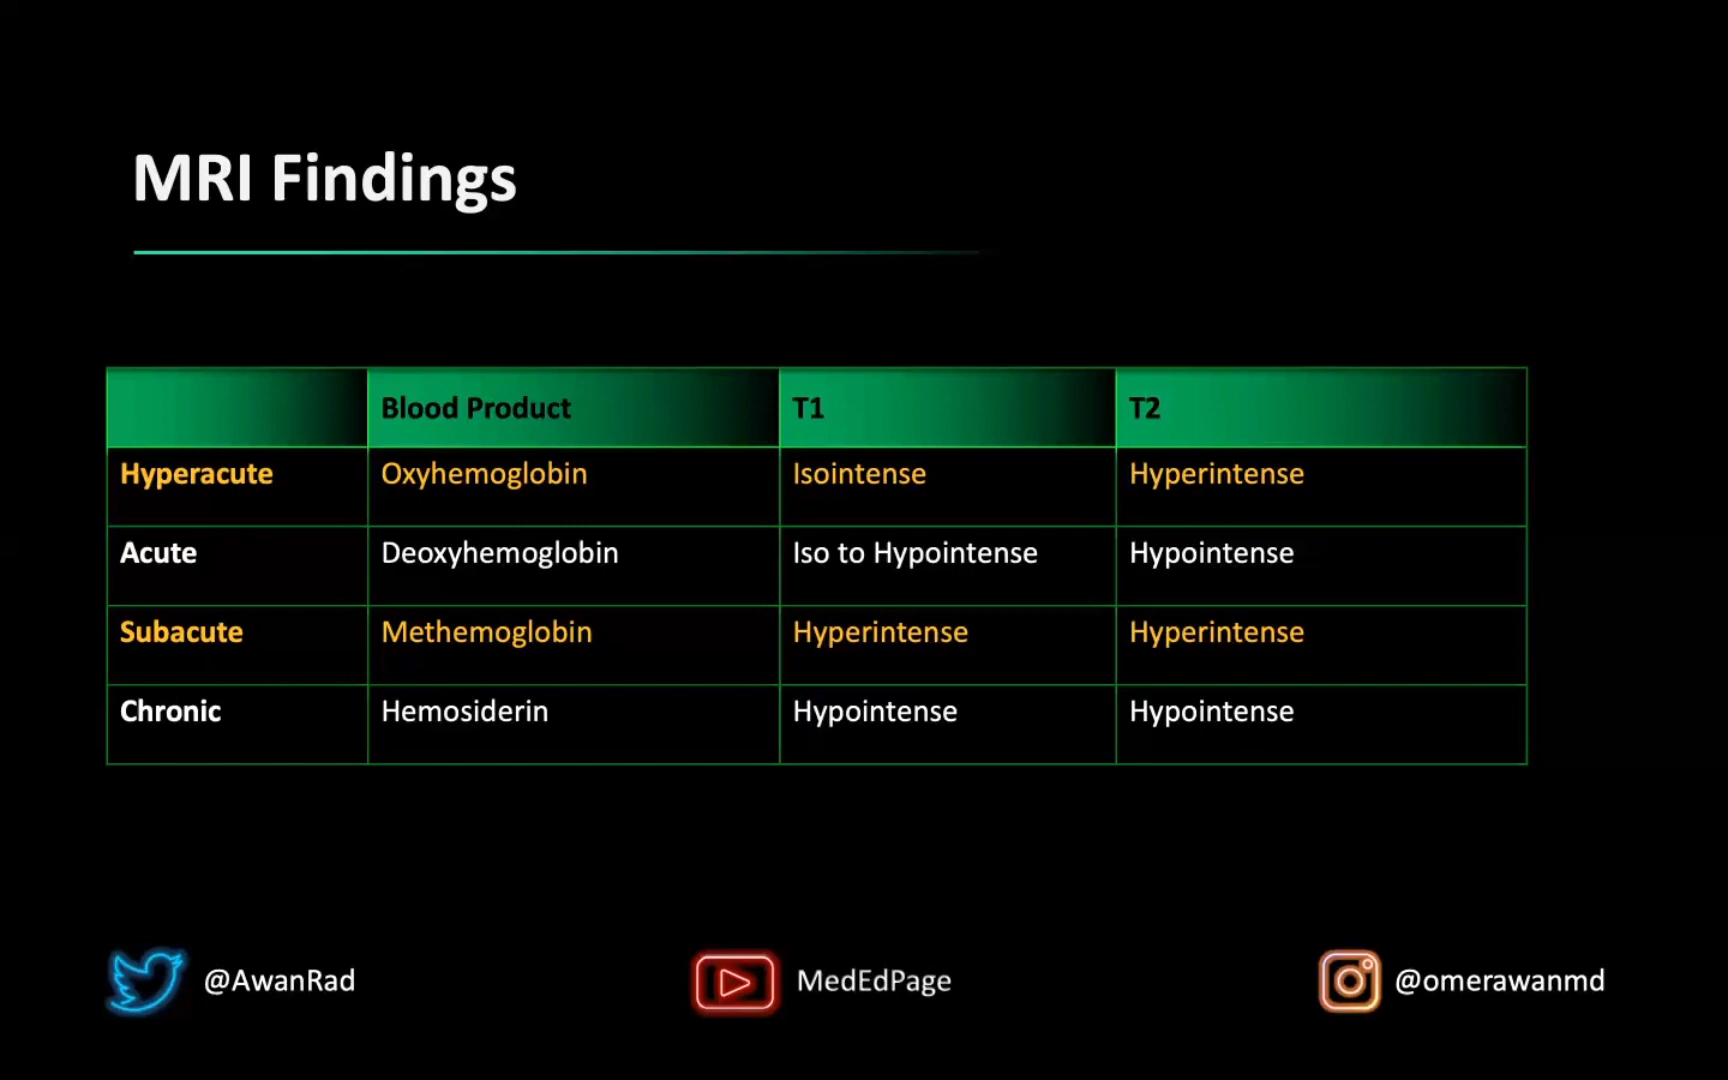 MRI Findings
Blood Product T1 T2
Hyperacute Oxyhemoglobin Isointense Hyperintense
Acute Deoxyhemoglobin Iso to Hypointense Hypointense
Subacute Methemoglobin Hyperintense Hyperintense
Chronic Hemosiderin Hypointense Hypointense
@AwanRad MedEdPage @omerawanmd